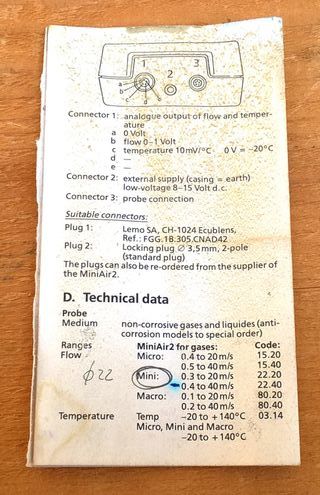 1 3
2
a
b
c
d
e
Connector 1: analogue output of flow and temper-
ature
a 0 Volt
b flow 0–1 Volt
c temperature 10mV/°C 0V = –20°C
d —
e —
Connector 2: external supply (casing = earth)
low-voltage 8–15 Volt d.c.
Connector 3: probe connection
Suitable connectors:
Plug 1: Lemo SA, CH-1024 Ecublens,
Ref.: FGG.1B.305.CNAD42
Plug 2: Locking plug ∅ 3,5mm, 2-pole
(standard plug)
The plugs can also be re-ordered from the supplier of
the MiniAir2.
D. Technical data
Probe
Medium non-corrosive gases and liquides (anti-
corrosion models to special order)
Ranges MiniAir2 for gases: Code:
Flow Micro: 0.4 to 20m/s 15.20
0.5 to 40m/s 15.40
∅22 Mini: 0.3 to 20m/s 22.20
0.4 to 40m/s 22.40
Macro: 0.1 to 20m/s 80.20
0.2 to 40m/s 80.40
Temperature Temp –20 to +140°C 03.14
Micro, Mini and Macro
–20 to +140°C